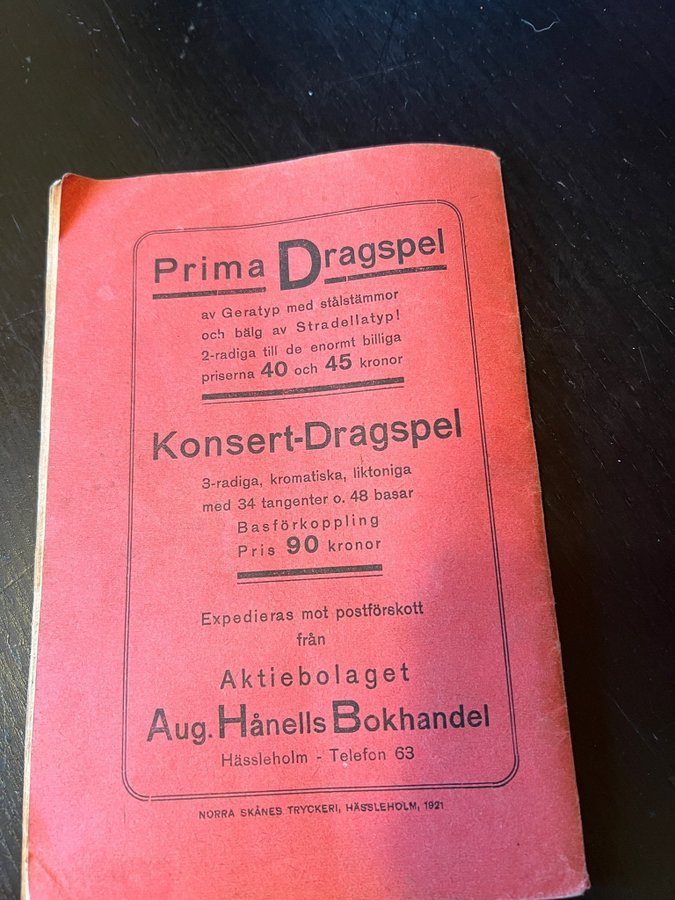 Prima Dragspel
av Geratyp med stålstämmor
och bälg av Stradellatyp!
2-radiga till de enormt billiga
priserna 40 och 45 kronor
Konsert-Dragspel
3-radiga, kromatiska, liktoniga
med 34 tangenter o. 48 basar
Basförkoppling
Pris 90 kronor
Expedieras mot postförskott
från
Aktiebolaget
Aug. Hånells Bokhandel
Hässleholm - Telefon 63
NORRA SKÅNES TRYCKERI, HÄSSLEHOLM, 1921